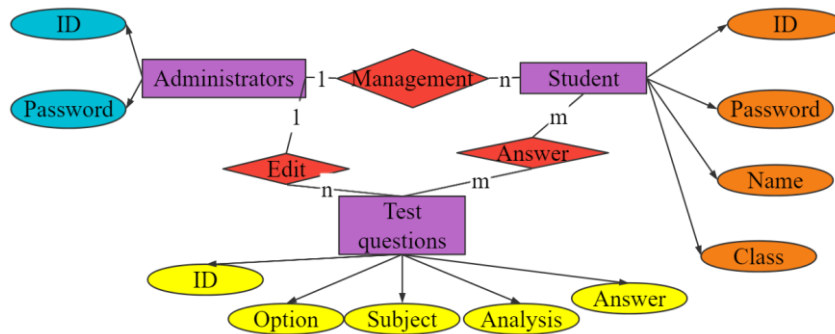 ID
ID
Administrators
1
Management
n
Student
Password
Password
1
m
Edit
Answer
n
m
Name
Test
questions
Class
ID
Answer
Option
Subject
Analysis